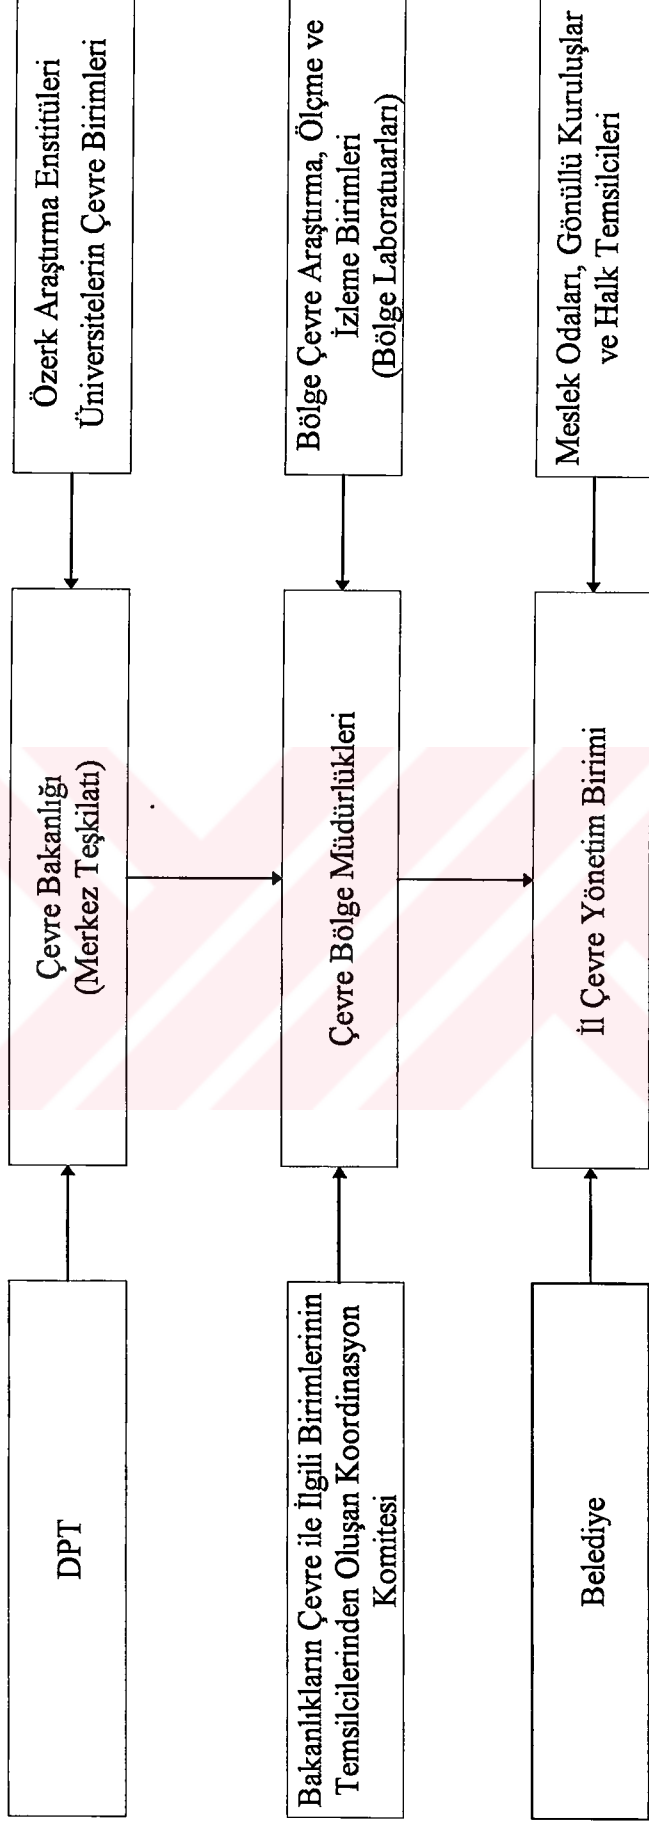 DPT
Çevre Bakanlığı
(Merkez Teşkilatı)
Özerk Araştırma Enstitüleri
Üniversitelerin Çevre Birimleri
Bakanlıkların Çevre ile İlgili Birimlerinin
Temsilcilerinden Oluşan Koordinasyon
Komitesi
Çevre Bölge Müdürlükleri
Bölge Çevre Araştırma, Ölçme ve
İzleme Birimleri
(Bölge Laboratuarları)
Belediye
İl Çevre Yönetim Birimi
Meslek Odaları, Gönüllü Kuruluşlar
ve Halk Temsilcileri